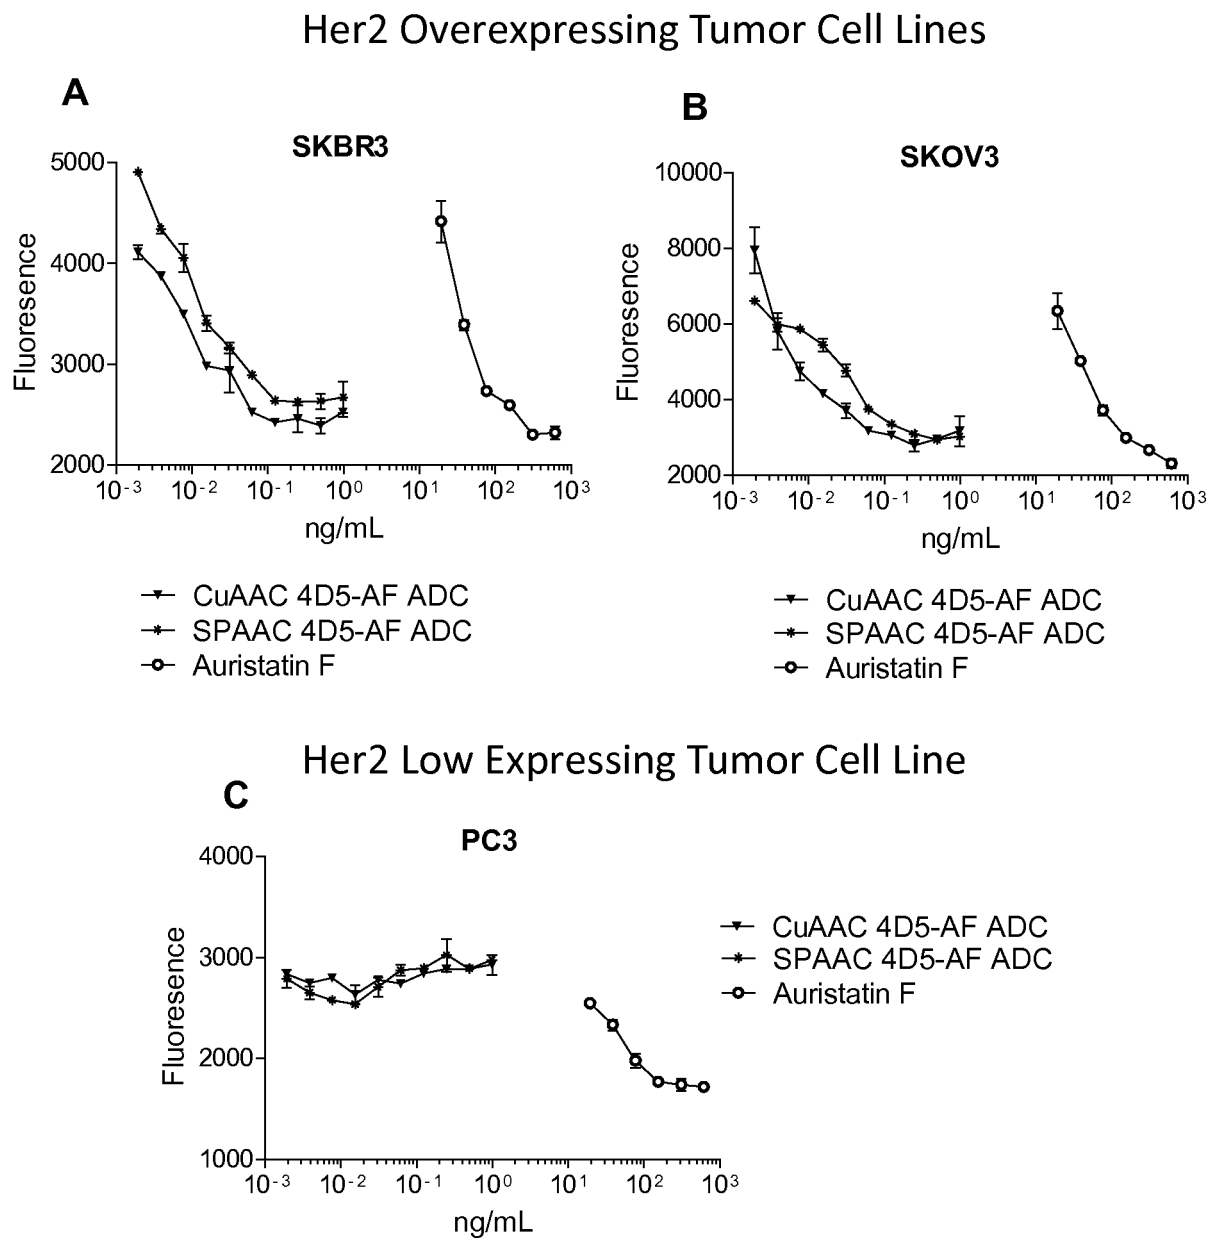 Her2 Overexpressing Tumor Cell Lines
A
SKBR3
5000
4000
3000
2000
Fluoresence
10-3 10-2 10-1 100 101 102 103
ng/mL
CuAAC 4D5-AF ADC
SPAAC 4D5-AF ADC
Auristatin F
B
SKOV3
10000
8000
6000
4000
2000
Fluoresence
10-3 10-2 10-1 100 101 102 103
ng/mL
CuAAC 4D5-AF ADC
SPAAC 4D5-AF ADC
Auristatin F
Her2 Low Expressing Tumor Cell Line
C
PC3
4000
3000
2000
1000
Fluoresence
10-3 10-2 10-1 100 101 102 103
ng/mL
CuAAC 4D5-AF ADC
SPAAC 4D5-AF ADC
Auristatin F